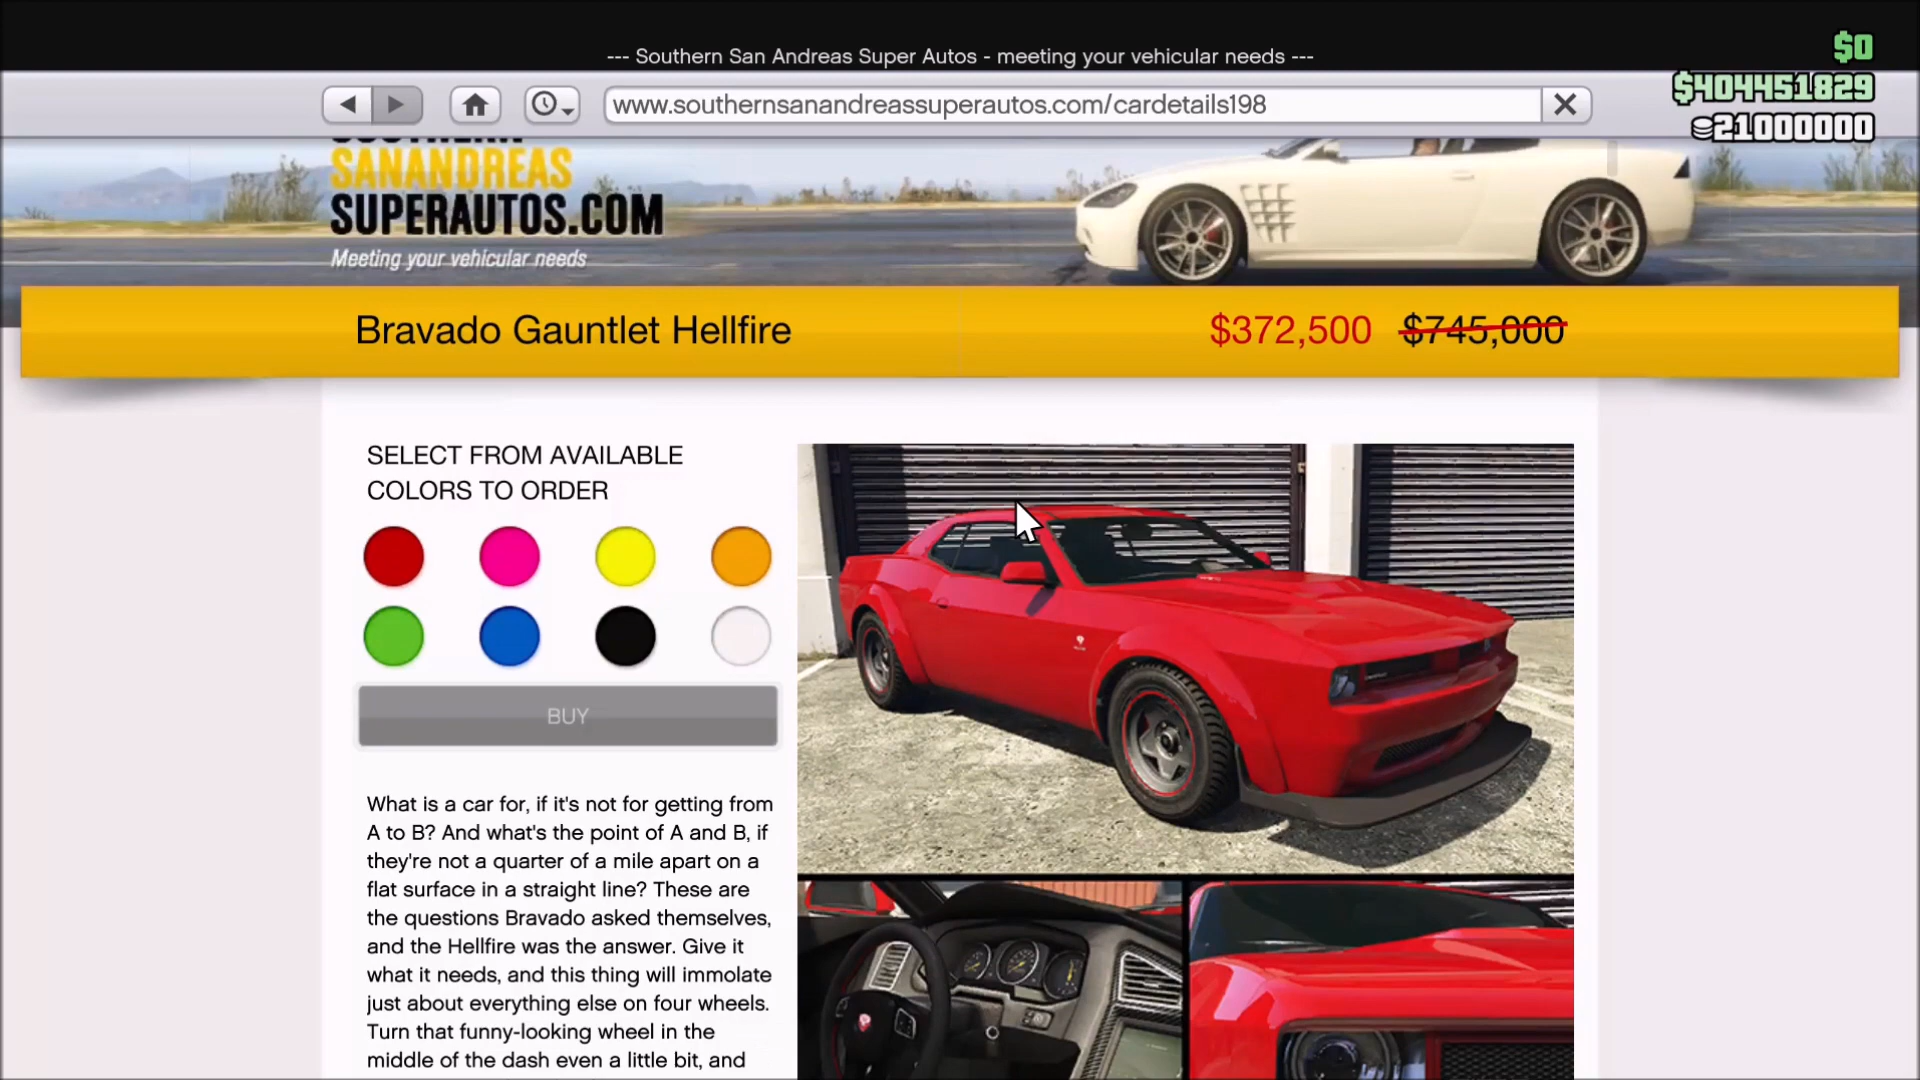 --- Southern San Andreas Super Autos - meeting your vehicular needs ---
$0
$404451829
21000000
www.southernsanandreassuperautos.com/cardetails198
SOUTHERN
SANANDREAS
SUPERAUTOS.COM
Meeting your vehicular needs
Bravado Gauntlet Hellfire
$372,500 $745,000
SELECT FROM AVAILABLE
COLORS TO ORDER
BUY
What is a car for, if it's not for getting from
A to B? And what's the point of A and B, if
they're not a quarter of a mile apart on a
flat surface in a straight line? These are
the questions Bravado asked themselves,
and the Hellfire was the answer. Give it
what it needs, and this thing will immolate
just about everything else on four wheels.
Turn that funny-looking wheel in the
middle of the dash even a little bit, and